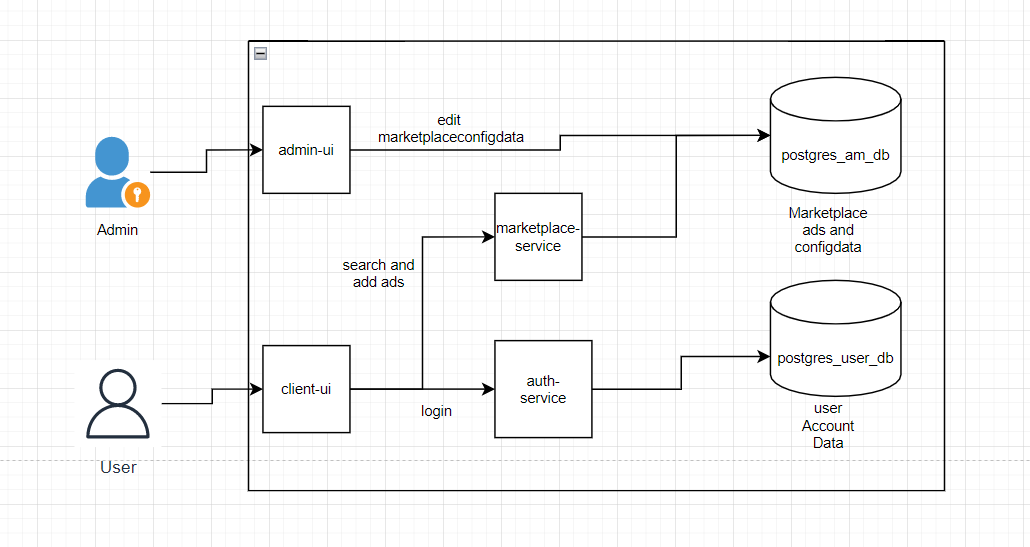 edit
marketplaceconfigdata
admin-ui
postgres_am_db
Admin
Marketplace
ads and
configdata
marketplace-
service
search and
add ads
client-ui
auth-
service
login
postgres_user_db
user
Account
Data
User